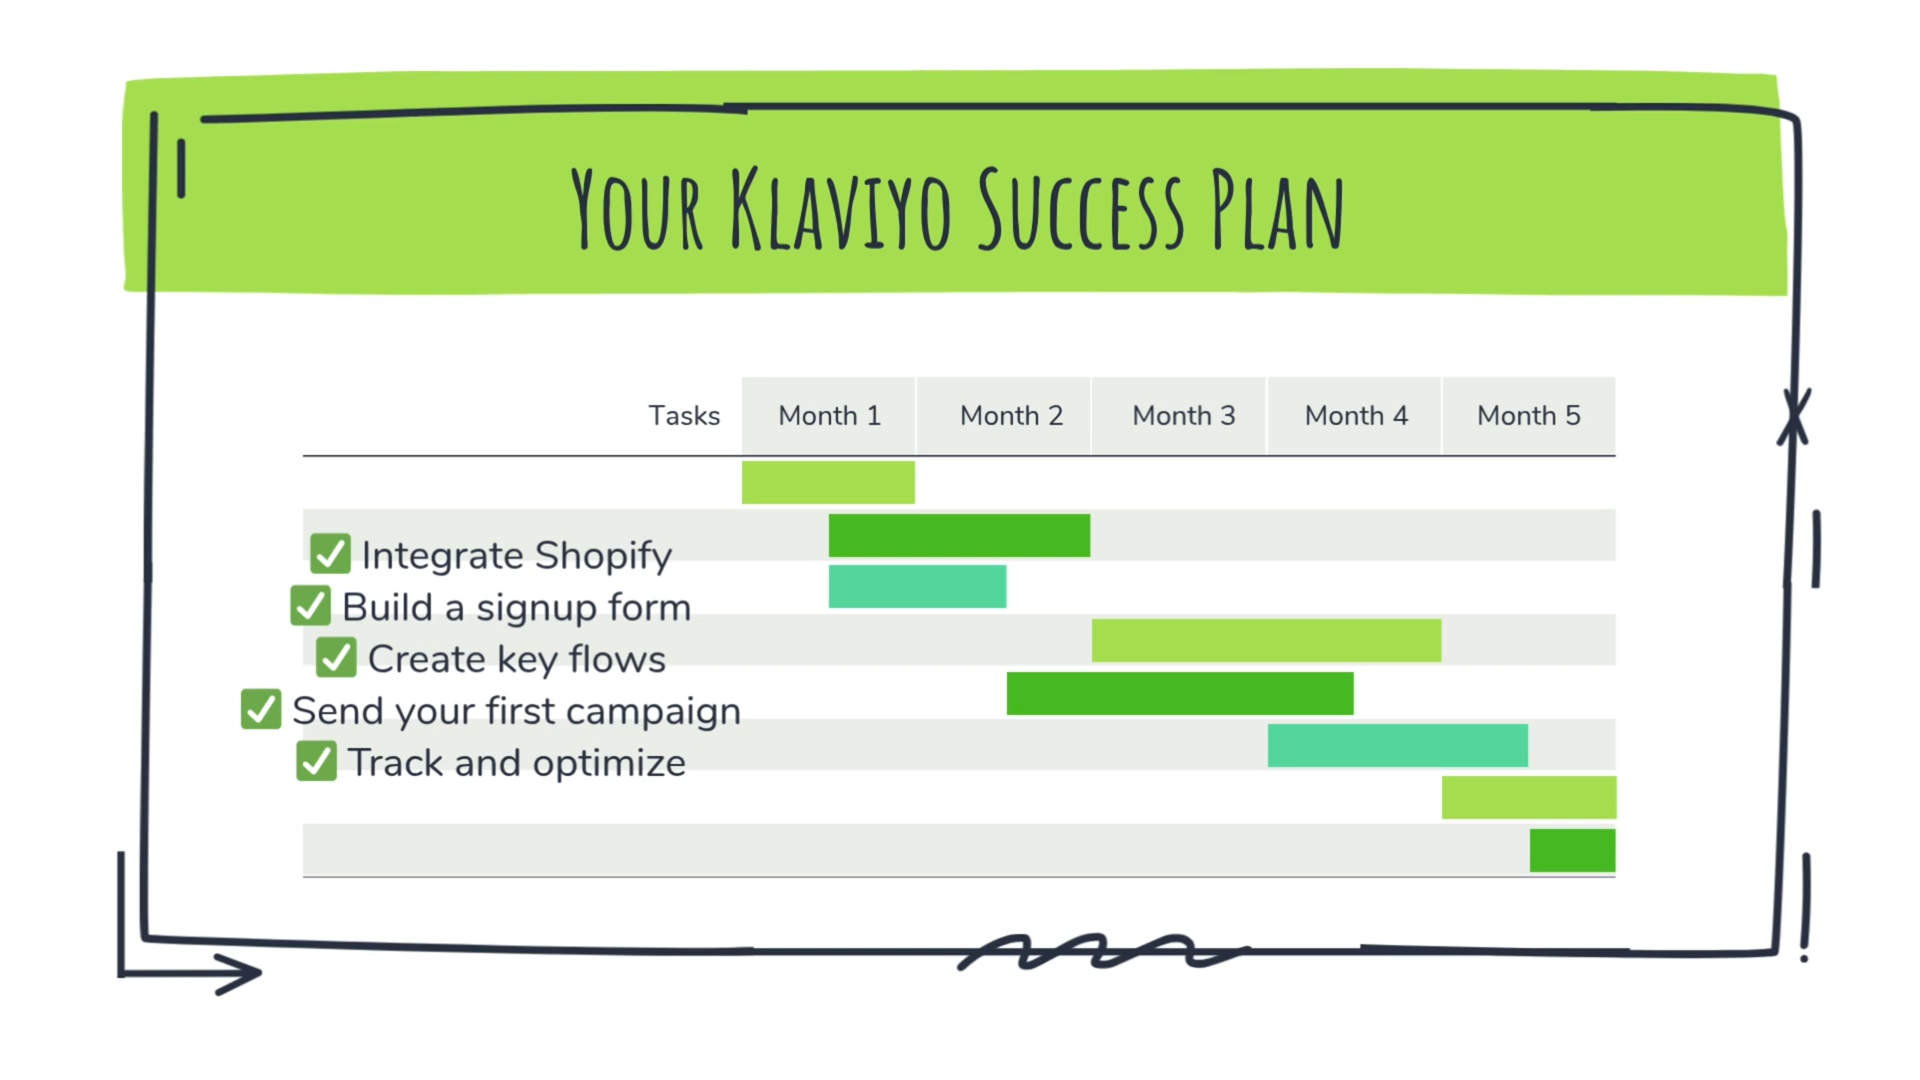 Your Klaviyo Success Plan
Tasks Month 1 Month 2 Month 3 Month 4 Month 5
✅ Integrate Shopify
✅ Build a signup form
✅ Create key flows
✅ Send your first campaign
✅ Track and optimize